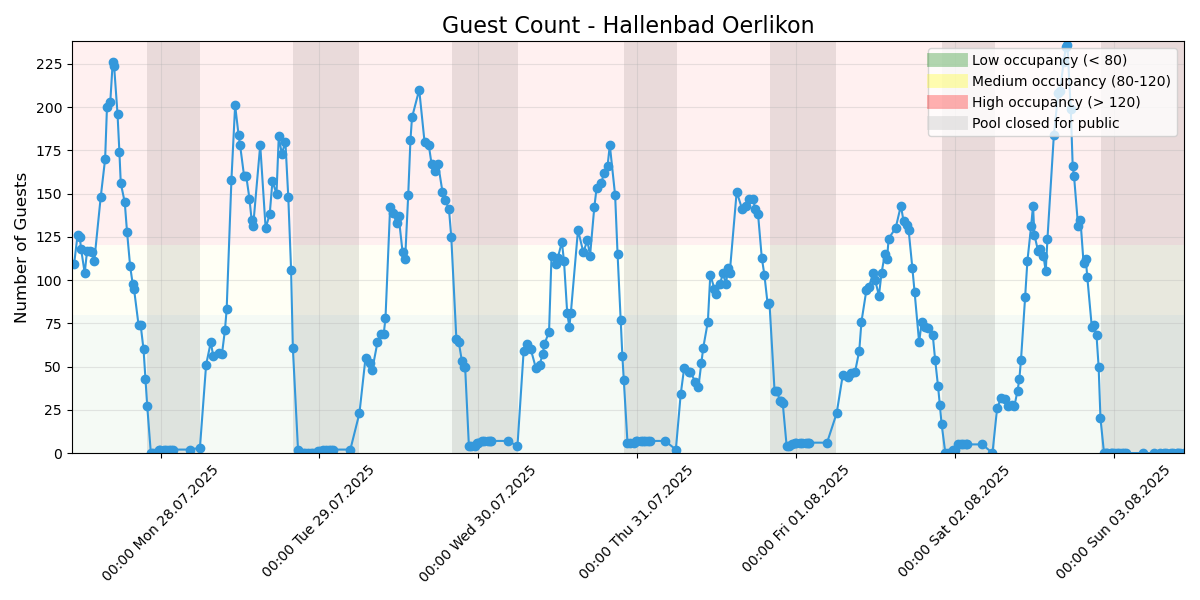 Guest Count - Hallenbad Oerlikon
Number of Guests
225
200
175
150
125
100
75
50
25
0
Low occupancy (< 80)
Medium occupancy (80-120)
High occupancy (> 120)
Pool closed for public
00:00 Mon 28.07.2025
00:00 Tue 29.07.2025
00:00 Wed 30.07.2025
00:00 Thu 31.07.2025
00:00 Fri 01.08.2025
00:00 Sat 02.08.2025
00:00 Sun 03.08.2025